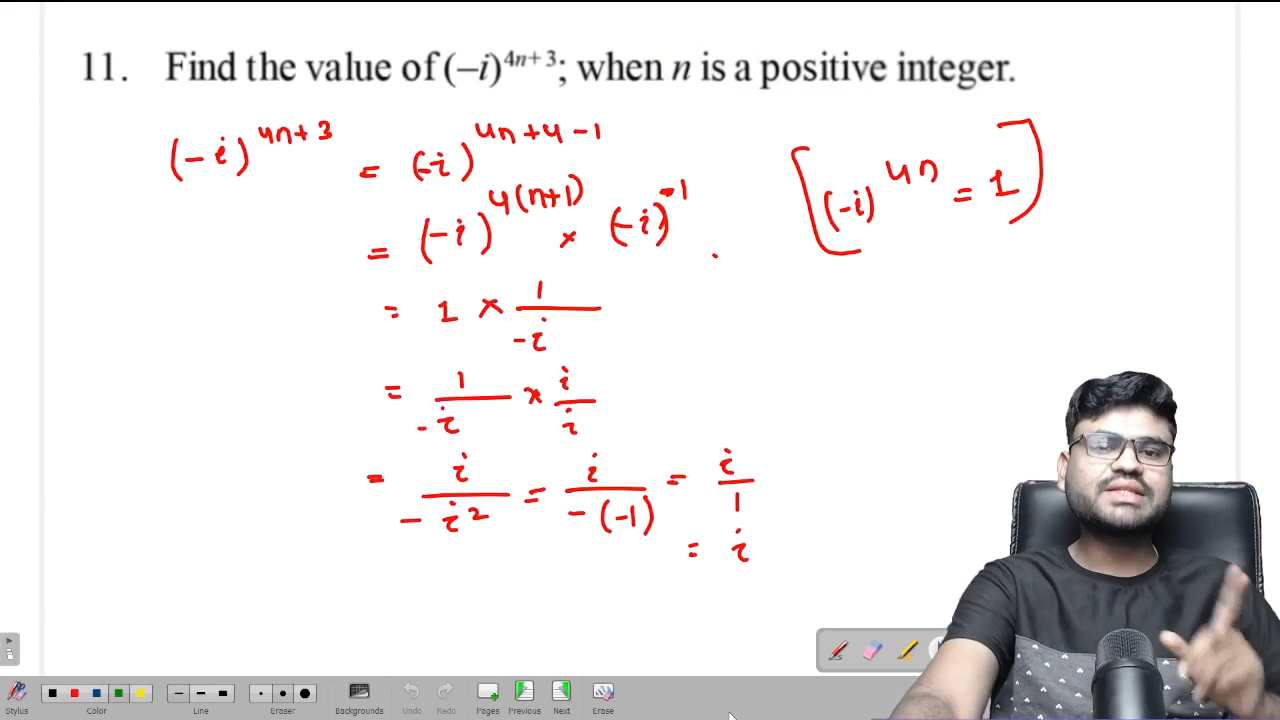 11. Find the value of (–i)⁴ⁿ⁺³; when n is a positive integer.
(-i)^{4n+3} = (-i)^{4n+4-1}
= (-i)^{4(n+1)} × (-i)^{-1}
[(-i)^{4n} = 1]
= 1 × 1/-i
= 1/-i × i/i
= i/-i² = i/-(-1) = i/1
= i
Stylus
Color
Line
Eraser
Backgrounds
Undo
Redo
Pages
Previous
Next
Erase